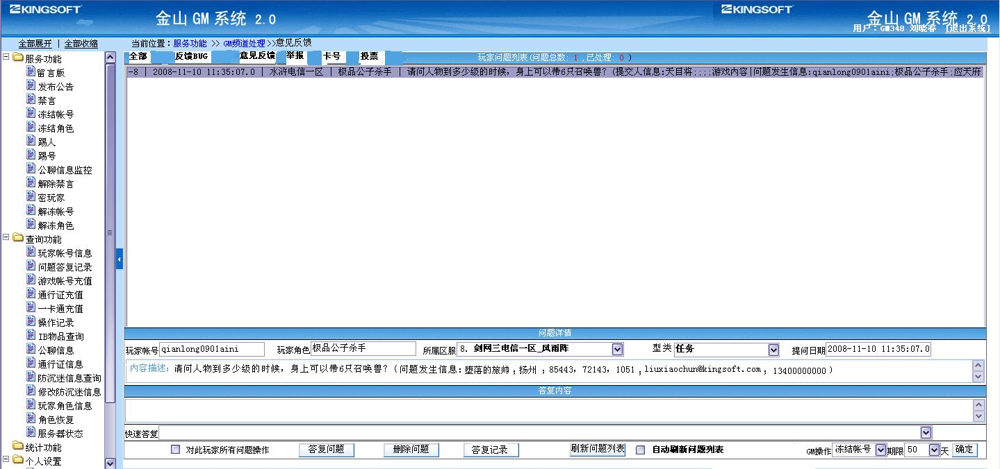 KINGSOFT 金山 GM 系统 2.0 KINGSOFT 金山 GM 系统 2.0
用户：GM348 刘晓春 [退出系统]
全部展开 | 全部收缩
服务功能
留言版
发布公告
禁言
冻结帐号
冻结角色
踢人
踢号
公聊信息监控
解除禁言
密玩家
解冻帐号
解冻角色
查询功能
玩家帐号信息
问题答复记录
游戏帐号充值
通行证充值
一卡通充值
操作记录
IB物品查询
公聊信息
通行证信息
防沉迷信息查询
修改防沉迷信息
玩家角色信息
角色恢复
服务器状态
统计功能
个人设置
当前位置：服务功能 >> GM频道处理 >>意见反馈
全部 反馈BUG 意见反馈 举报 卡号 投票 玩家问题列表(问题总数: 1 ,已处理: 0 )
-8 | 2008-11-10 11:35:07.0 | 水浒电信一区 | 极品公子杀手 | 请问人物到多少级的时候，身上可以带6只召唤兽？(提交人信息:天目将;;;;游戏内容|问题发生信息:qianlong0901aini;极品公子杀手;应天府
问题详情
玩家帐号 qianlong0901aini 玩家角色 极品公子杀手 所属区服 8. 剑网三电信一区_风雨阵 型类 任务 提问日期 2008-11-10 11:35:07.0
内容描述: 请问人物到多少级的时候，身上可以带6只召唤兽？(问题发生信息：堕落的旅帅；扬州 ；85443，72143，1051；liuxiaochun@kingsoft.com；13400000000)
答复内容
快速答复
对此玩家所有问题操作 答复问题 删除问题 答复记录 刷新问题列表 自动刷新问题列表 GM操作 冻结帐号 期限 50 天 确定